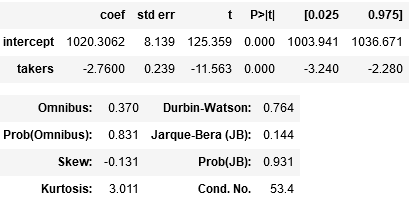 coef std err t P>|t| [0.025 0.975]
intercept 1020.3062 8.139 125.359 0.000 1003.941 1036.671
takers -2.7600 0.239 -11.563 0.000 -3.240 -2.280
Omnibus: 0.370 Durbin-Watson: 0.764
Prob(Omnibus): 0.831 Jarque-Bera (JB): 0.144
Skew: -0.131 Prob(JB): 0.931
Kurtosis: 3.011 Cond. No. 53.4